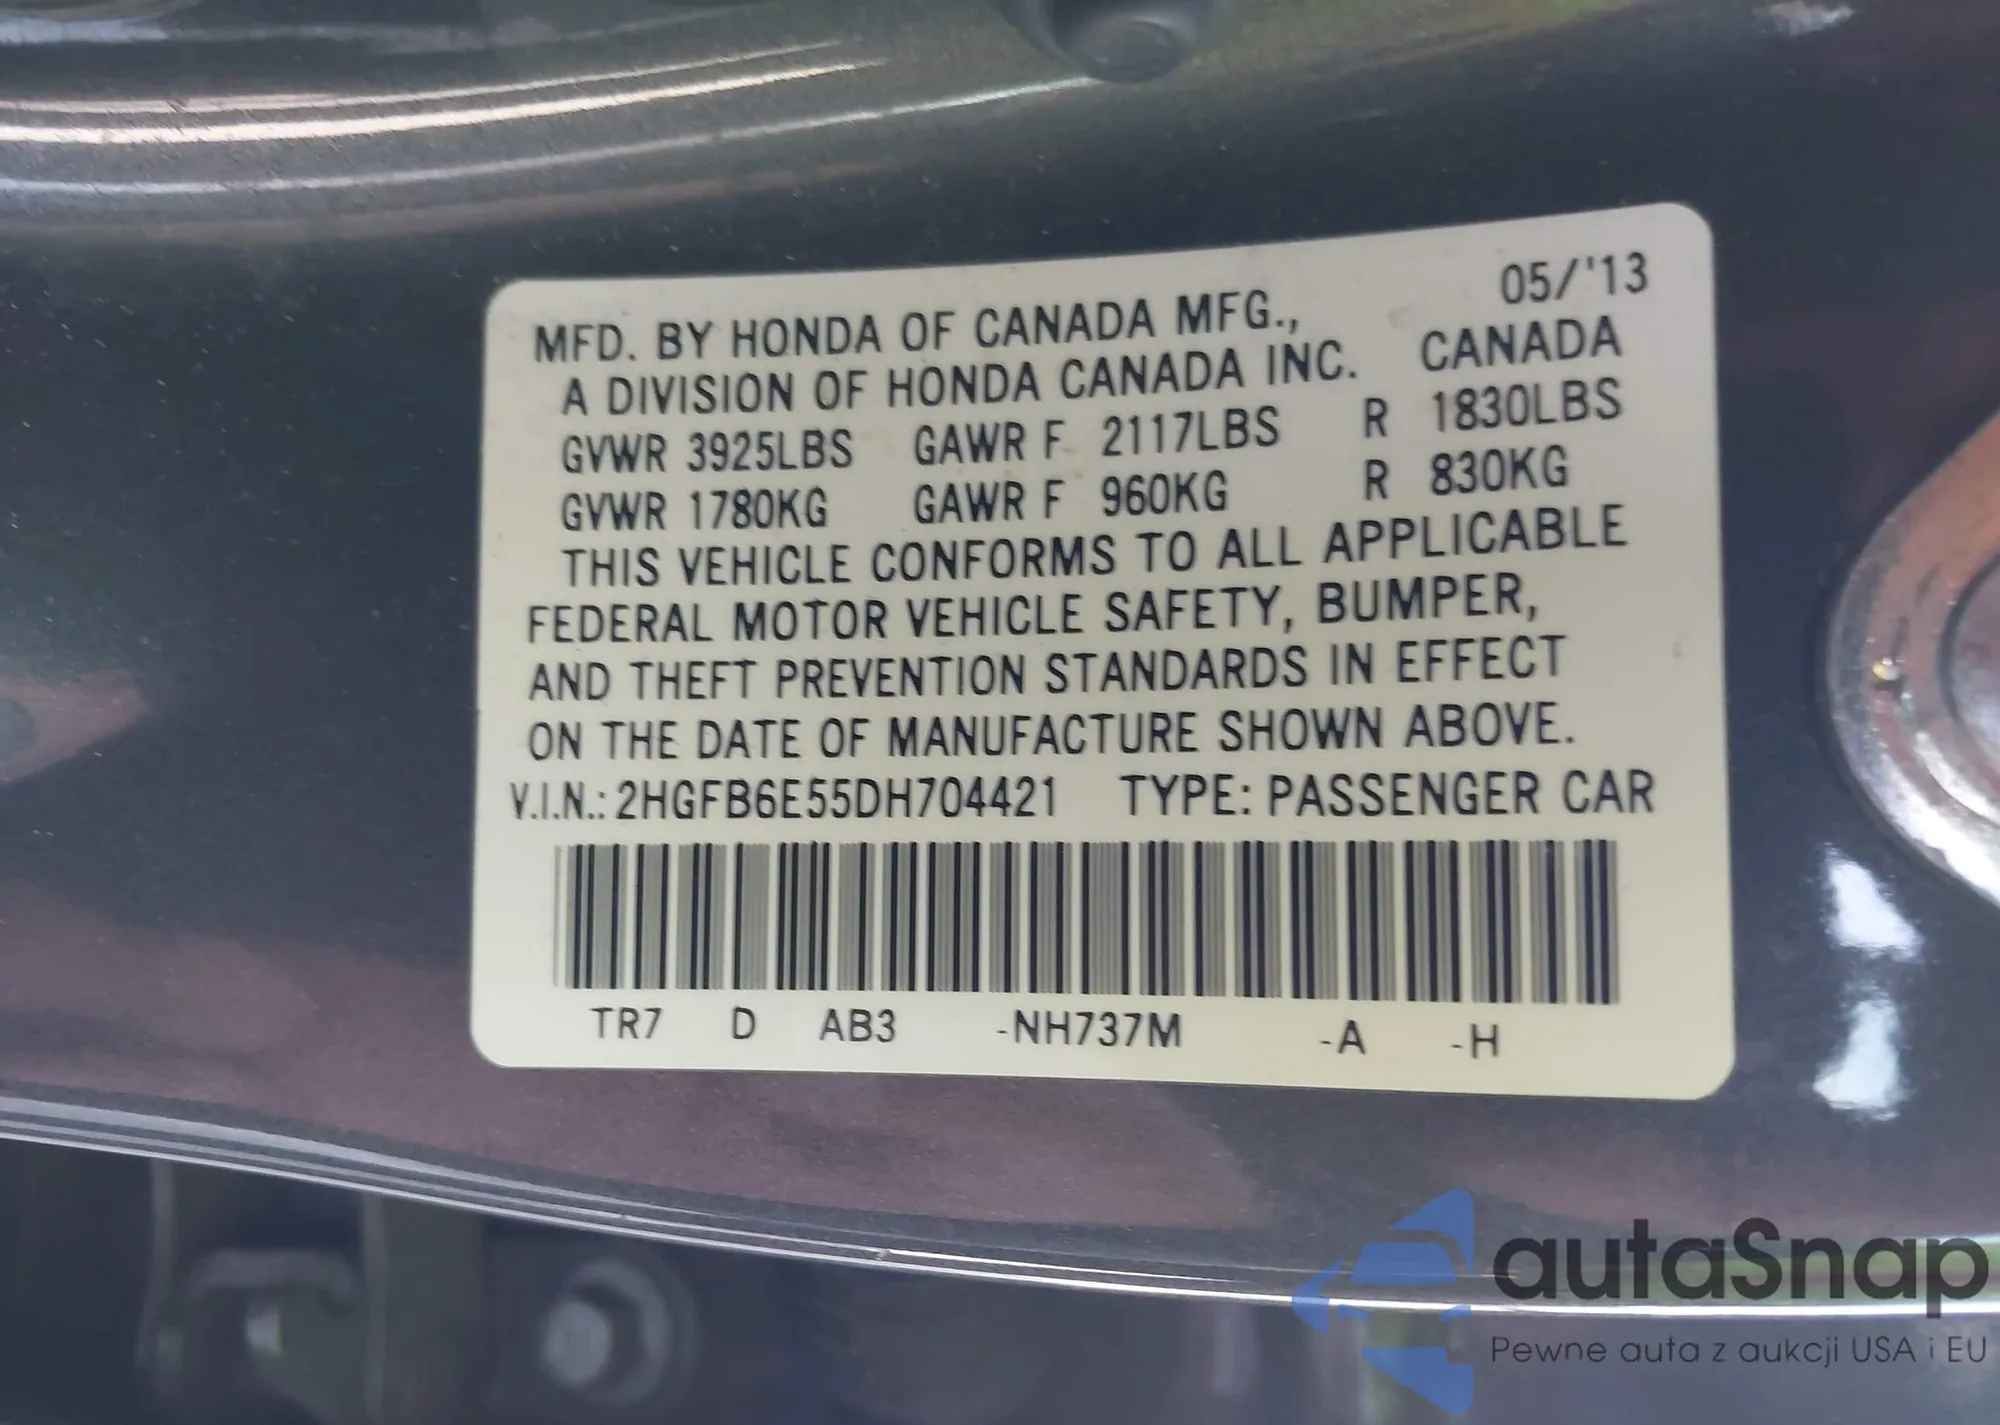 05/'13
MFD. BY HONDA OF CANADA MFG.,
A DIVISION OF HONDA CANADA INC. CANADA
GVWR 3925LBS GAWR F 2117LBS R 1830LBS
GVWR 1780KG GAWR F 960KG R 830KG
THIS VEHICLE CONFORMS TO ALL APPLICABLE
FEDERAL MOTOR VEHICLE SAFETY, BUMPER,
AND THEFT PREVENTION STANDARDS IN EFFECT
ON THE DATE OF MANUFACTURE SHOWN ABOVE.
V.I.N.: 2HGFB6E55DH704421 TYPE: PASSENGER CAR
TR7 D AB3 -NH737M -A -H
autaSnap
Pewne auta z aukcji USA i EU